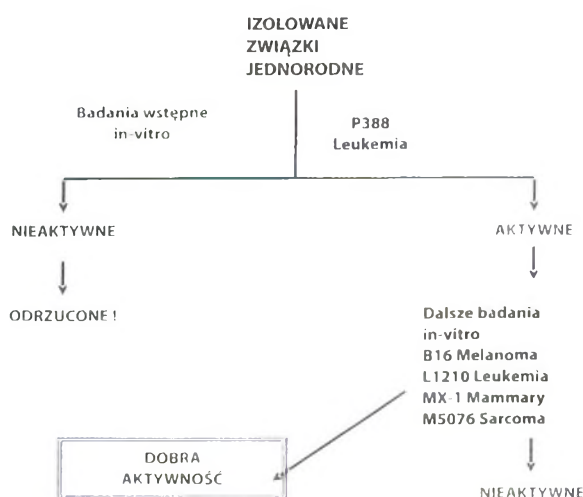 IZOLOWANE
ZWIĄZKI
JEDNORODNE
Badania wstępne
in-vitro
P388
Leukemia
NIEAKTYWNE
AKTYWNE
ODRZUCONE !
Dalsze badania
in-vitro
B16 Melanoma
L1210 Leukemia
MX-1 Mammary
M5076 Sarcoma
DOBRA
AKTYWNOŚĆ
NIEAKTYWNE